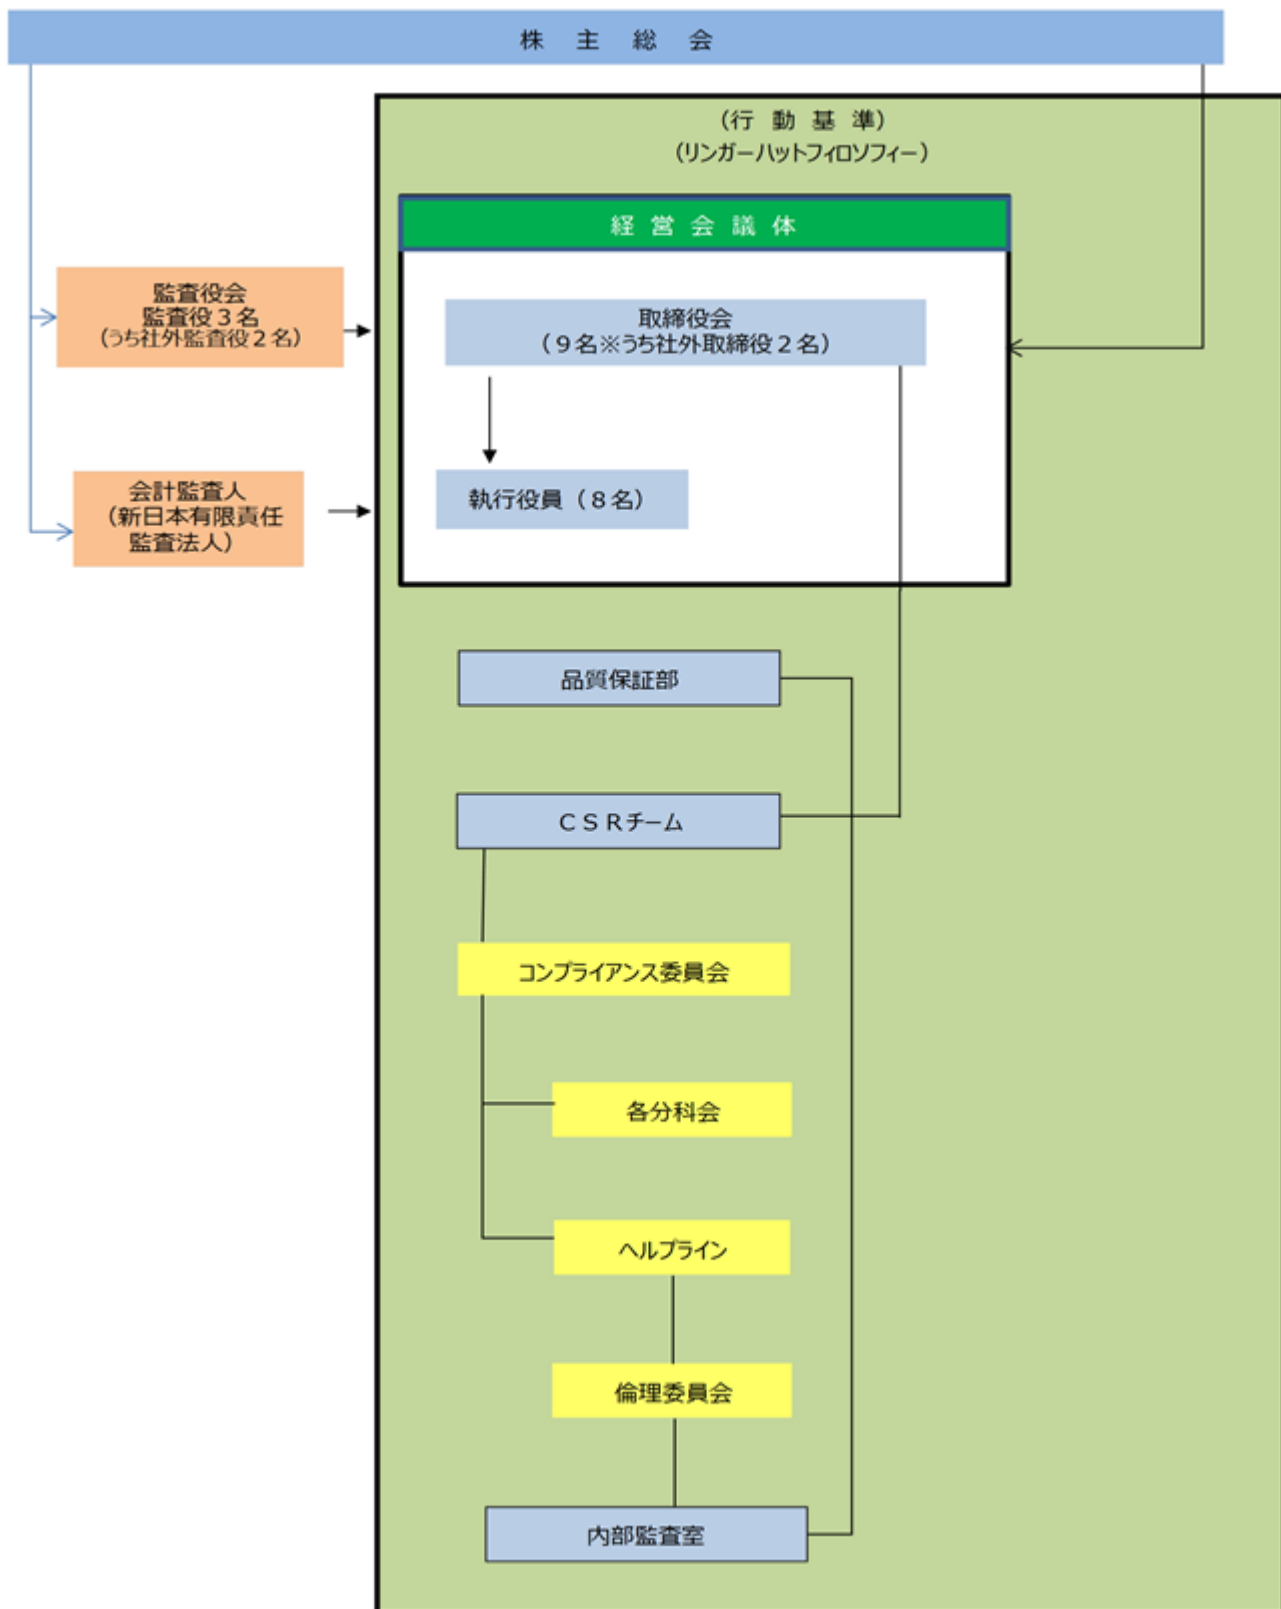 株 主 総 会
(行 動 基 準)
(リンガーハットフィロソフィー)
経 営 会 議 体
監査役会
監査役３名
(うち社外監査役２名)
取締役会
(９名※うち社外取締役２名)
会計監査人
(新日本有限責任
監査法人)
執行役員(８名)
品質保証部
ＣＳＲチーム
コンプライアンス委員会
各分科会
ヘルプライン
倫理委員会
内部監査室